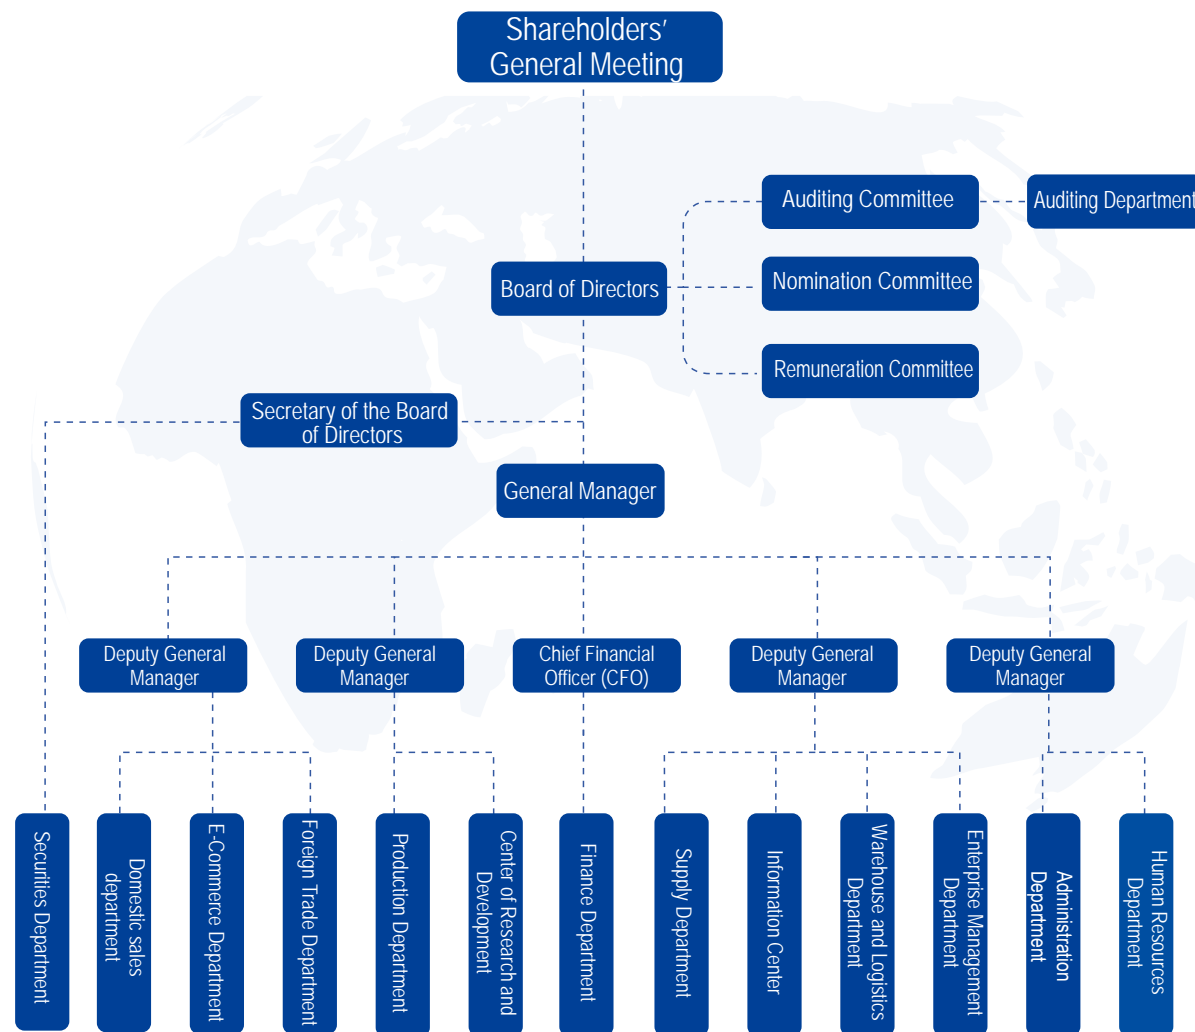 Shareholders'
General Meeting
Auditing Committee
Auditing Department
Board of Directors
Nomination Committee
Remuneration Committee
Secretary of the Board
of Directors
General Manager
Deputy General
Manager
Deputy General
Manager
Chief Financial
Officer (CFO)
Deputy General
Manager
Deputy General
Manager
Securities Department
Domestic sales
department
E-Commerce Department
Foreign Trade Department
Production Department
Center of Research and
Development
Finance Department
Supply Department
Information Center
Warehouse and Logistics
Department
Enterprise Management
Department
Administration
Department
Human Resources
Department